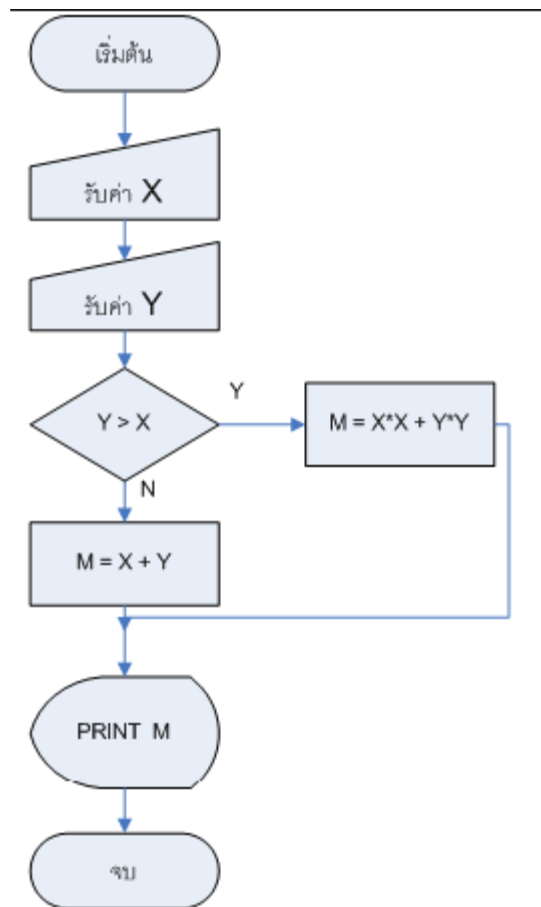 เริ่มต้น
รับค่า X
รับค่า Y
Y > X
Y
M = X*X + Y*Y
N
M = X + Y
PRINT M
จบ